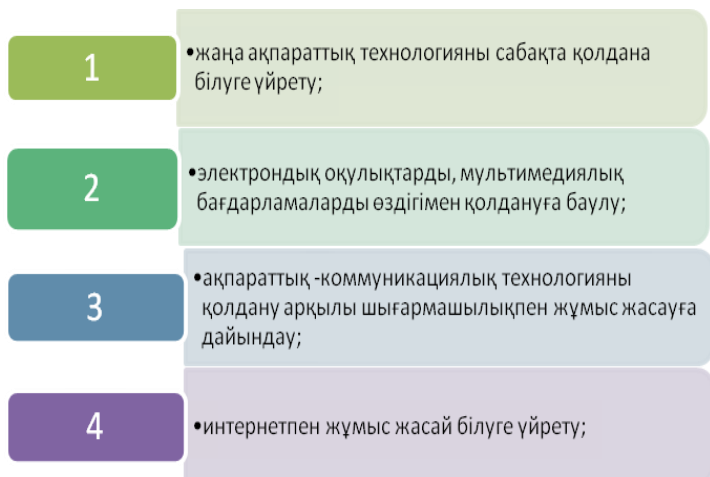 1
•жаңа ақпараттық технологияны сабақта қолдана
білуге үйрету;
2
•электрондық оқулықтарды, мультимедиялық
бағдарламаларды өздігімен қолдануға баулу;
3
•ақпараттық -коммуникациялық технологияны
қолдану арқылы шығармашылықпен жұмыс жасауға
дайындау;
4
•интернетпен жұмыс жасай білуге үйрету;